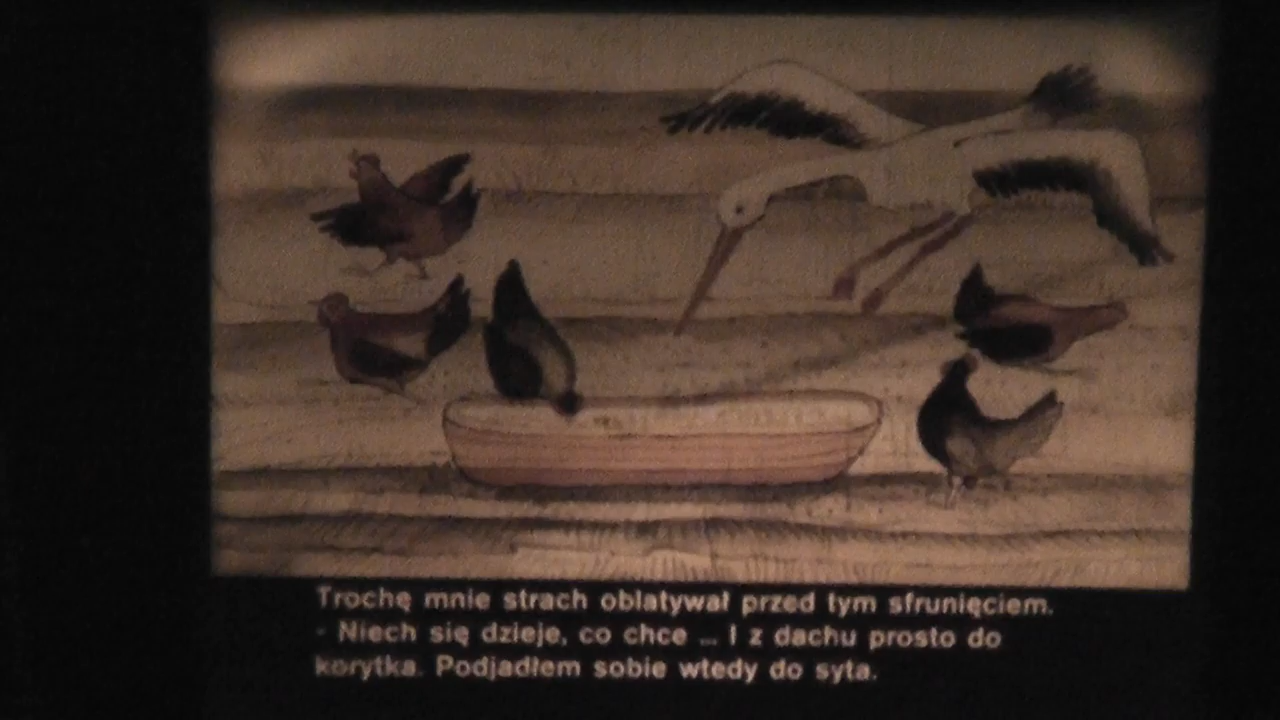 Trochę mnie strach oblatywał przed tym sfrunięciem.
- Niech się dzieje, co chce ... I z dachu prosto do
korytka. Podjadłem sobie wtedy do syta.